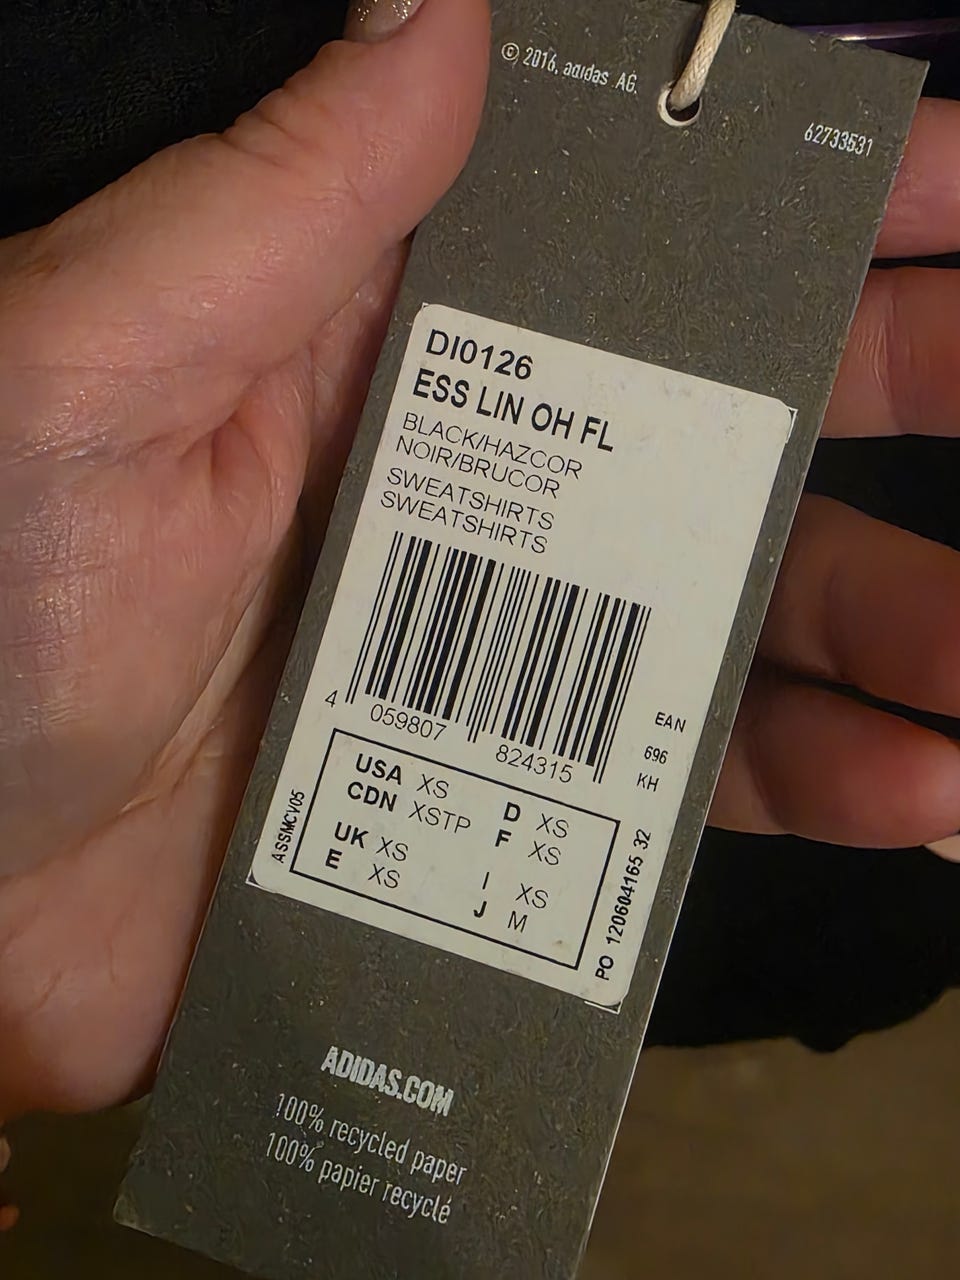 © 2016, adidas AG.
62733531
DI0126
ESS LIN OH FL
BLACK/HAZCOR
NOIR/BRUCOR
SWEATSHIRTS
SWEATSHIRTS
4 059807 824315
EAN
696
KH
USA XS D XS
CDN XSTP F XS
UK XS I XS
E XS J M
ASSMCV05
PO 120604165 32
ADIDAS.COM
100% recycled paper
100% papier recyclé